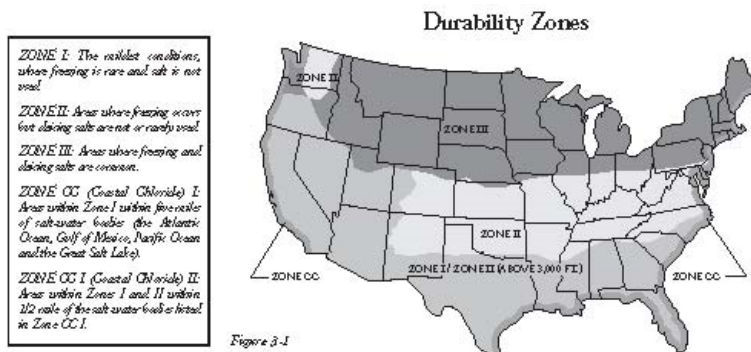 Durability Zones
ZONE I: The mildest conditions,
where freezing is rare and salt is not
used.
ZONE II: Areas where freezing occurs
but deicing salts are not or rarely used.
ZONE III: Areas where freezing and
deicing salts are common.
ZONE CC (Coastal Chloride) I:
Areas within Zone I within five miles
of salt-water bodies (the Atlantic
Ocean, Gulf of Mexico, Pacific Ocean
and the Great Salt Lake).
ZONE CC I (Coastal Chloride) II:
Areas within Zones I and II within
1/2 mile of the salt water bodies listed
in Zone CC I.
ZONE II
ZONE III
ZONE II
ZONE I / ZONE II (ABOVE 3,000 FT)
ZONE CC
ZONE CC
Figure 3-1